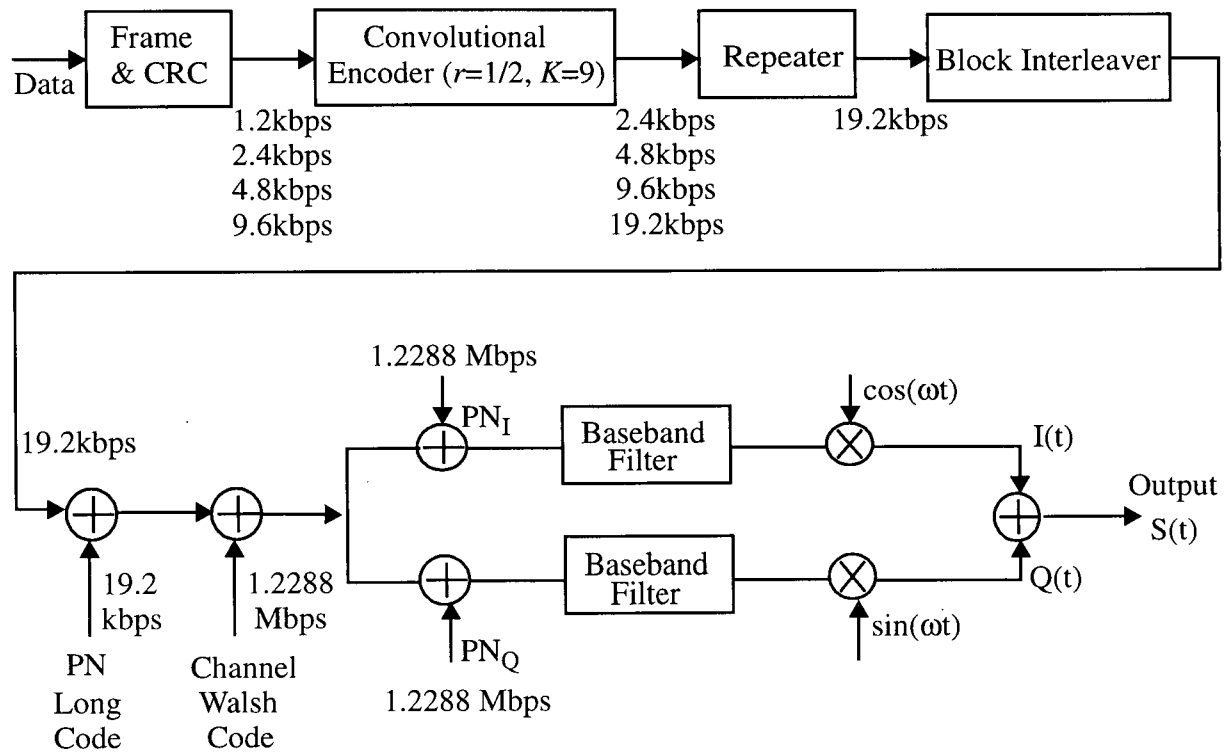 Data
Frame
& CRC
1.2kbps
2.4kbps
4.8kbps
9.6kbps
Convolutional
Encoder (r=1/2, K=9)
2.4kbps
4.8kbps
9.6kbps
19.2kbps
Repeater
19.2kbps
Block Interleaver
19.2kbps
19.2
kbps
PN
Long
Code
1.2288
Mbps
Channel
Walsh
Code
1.2288 Mbps
PNI
Baseband
Filter
cos(ωt)
I(t)
PNQ
1.2288 Mbps
Baseband
Filter
sin(ωt)
Q(t)
Output
S(t)